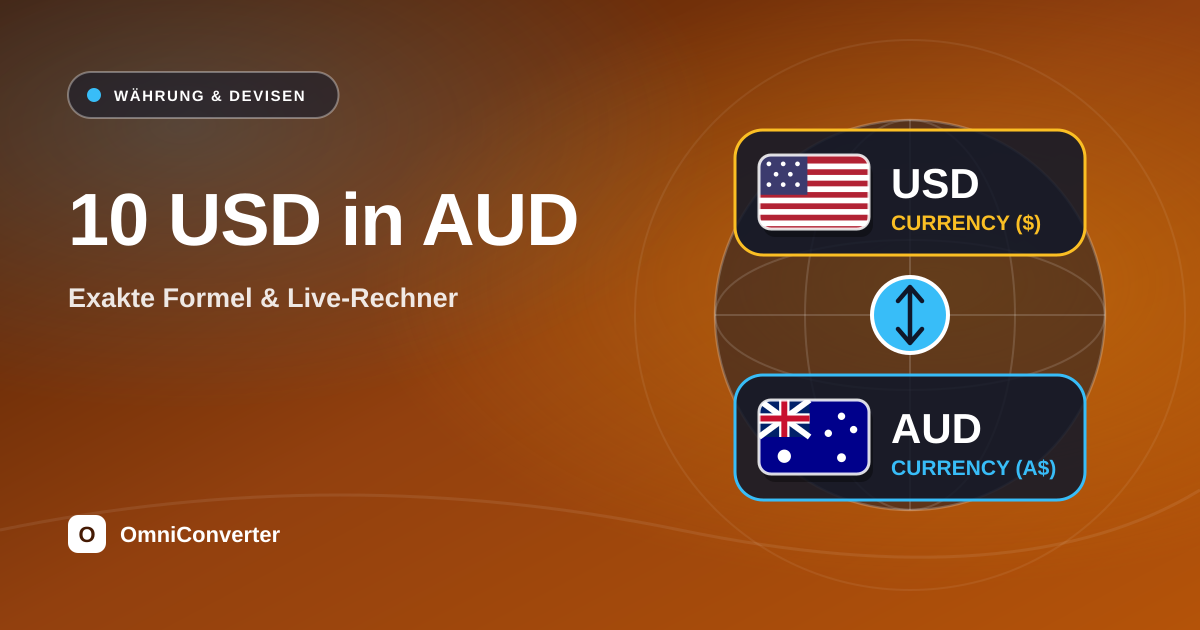 WÄHRUNG & DEVISEN
10 USD in AUD
Exakte Formel & Live-Rechner
USD
CURRENCY ($)
AUD
CURRENCY (A$)
O OmniConverter